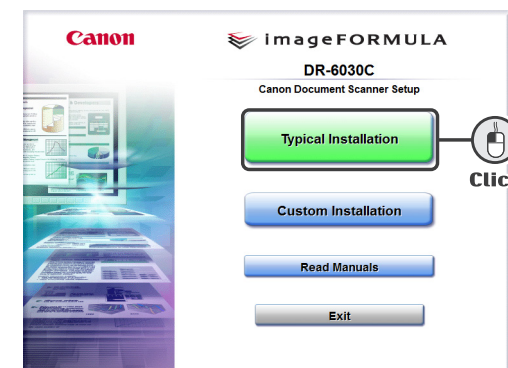 Canon
imageFORMULA
DR-6030C
Canon Document Scanner Setup
Typical Installation
Clic
Custom Installation
Read Manuals
Exit